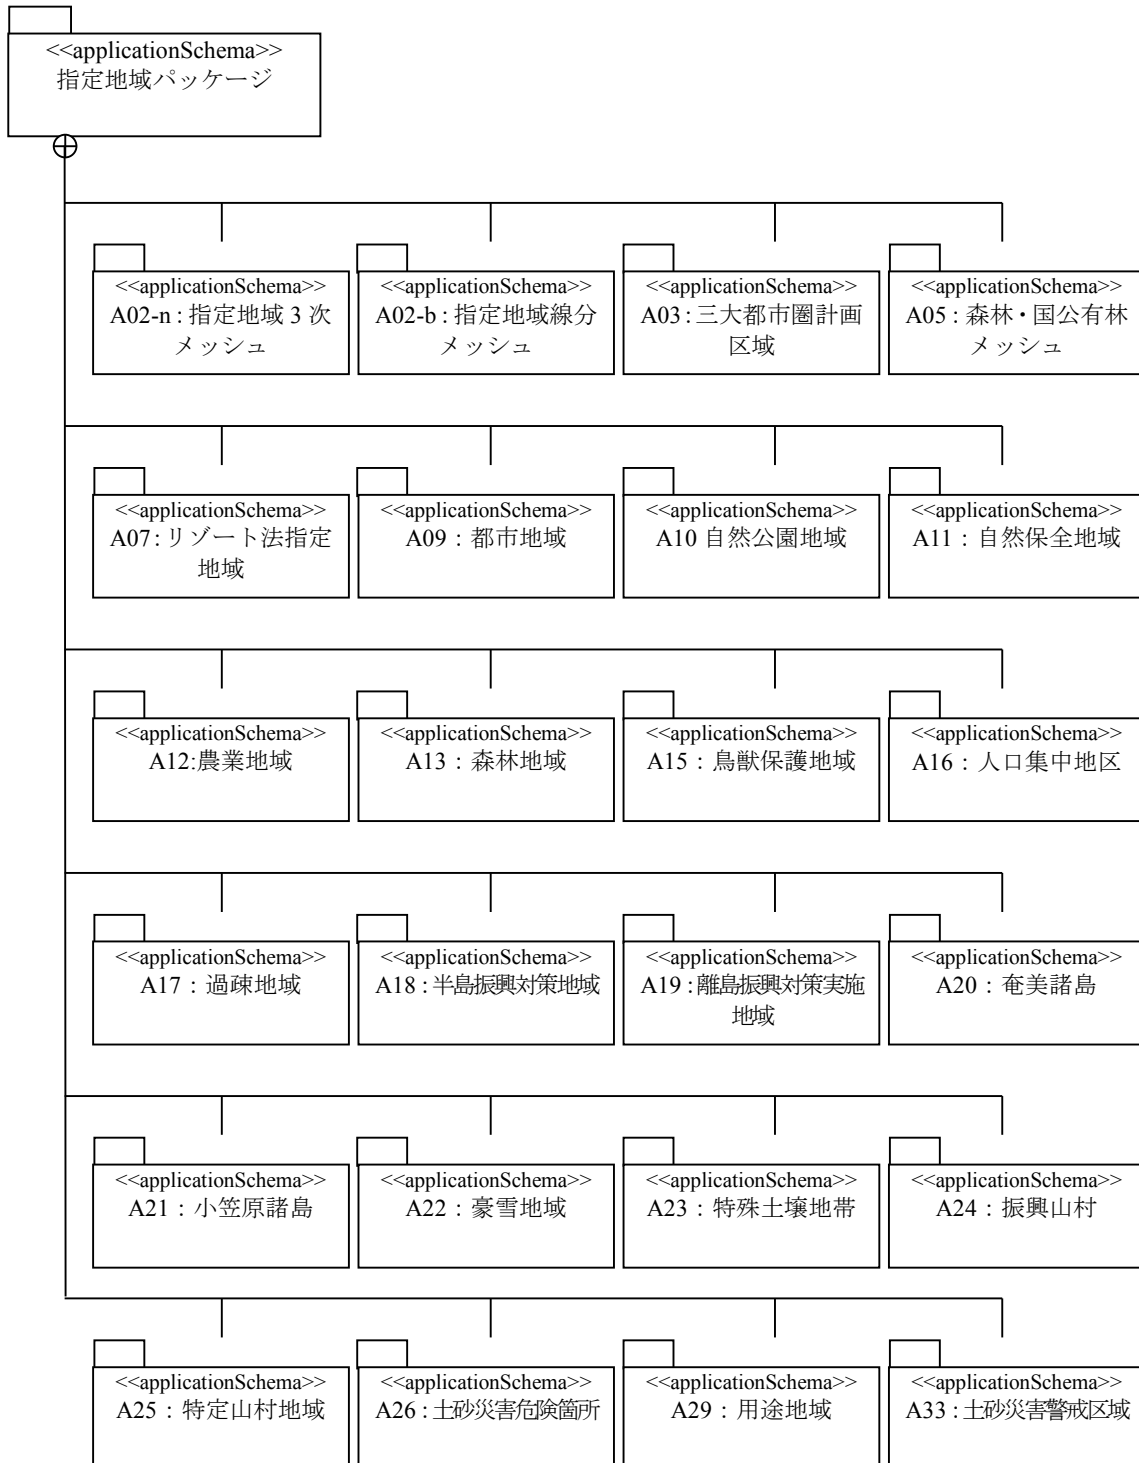 <<applicationSchema>>
指定地域パッケージ
<<applicationSchema>>
A02-n：指定地域 3 次
メッシュ
<<applicationSchema>>
A02-b：指定地域線分
メッシュ
<<applicationSchema>>
A03：三大都市圏計画
区域
<<applicationSchema>>
A05：森林・国公有林
メッシュ
<<applicationSchema>>
A07：リゾート法指定
地域
<<applicationSchema>>
A09：都市地域
<<applicationSchema>>
A10 自然公園地域
<<applicationSchema>>
A11：自然保全地域
<<applicationSchema>>
A12:農業地域
<<applicationSchema>>
A13：森林地域
<<applicationSchema>>
A15：鳥獣保護地域
<<applicationSchema>>
A16：人口集中地区
<<applicationSchema>>
A17：過疎地域
<<applicationSchema>>
A18：半島振興対策地域
<<applicationSchema>>
A19：離島振興対策実施
地域
<<applicationSchema>>
A20：奄美諸島
<<applicationSchema>>
A21：小笠原諸島
<<applicationSchema>>
A22：豪雪地域
<<applicationSchema>>
A23：特殊土壌地帯
<<applicationSchema>>
A24：振興山村
<<applicationSchema>>
A25：特定山村地域
<<applicationSchema>>
A26：土砂災害危険箇所
<<applicationSchema>>
A29：用途地域
<<applicationSchema>>
A33：土砂災害警戒区域